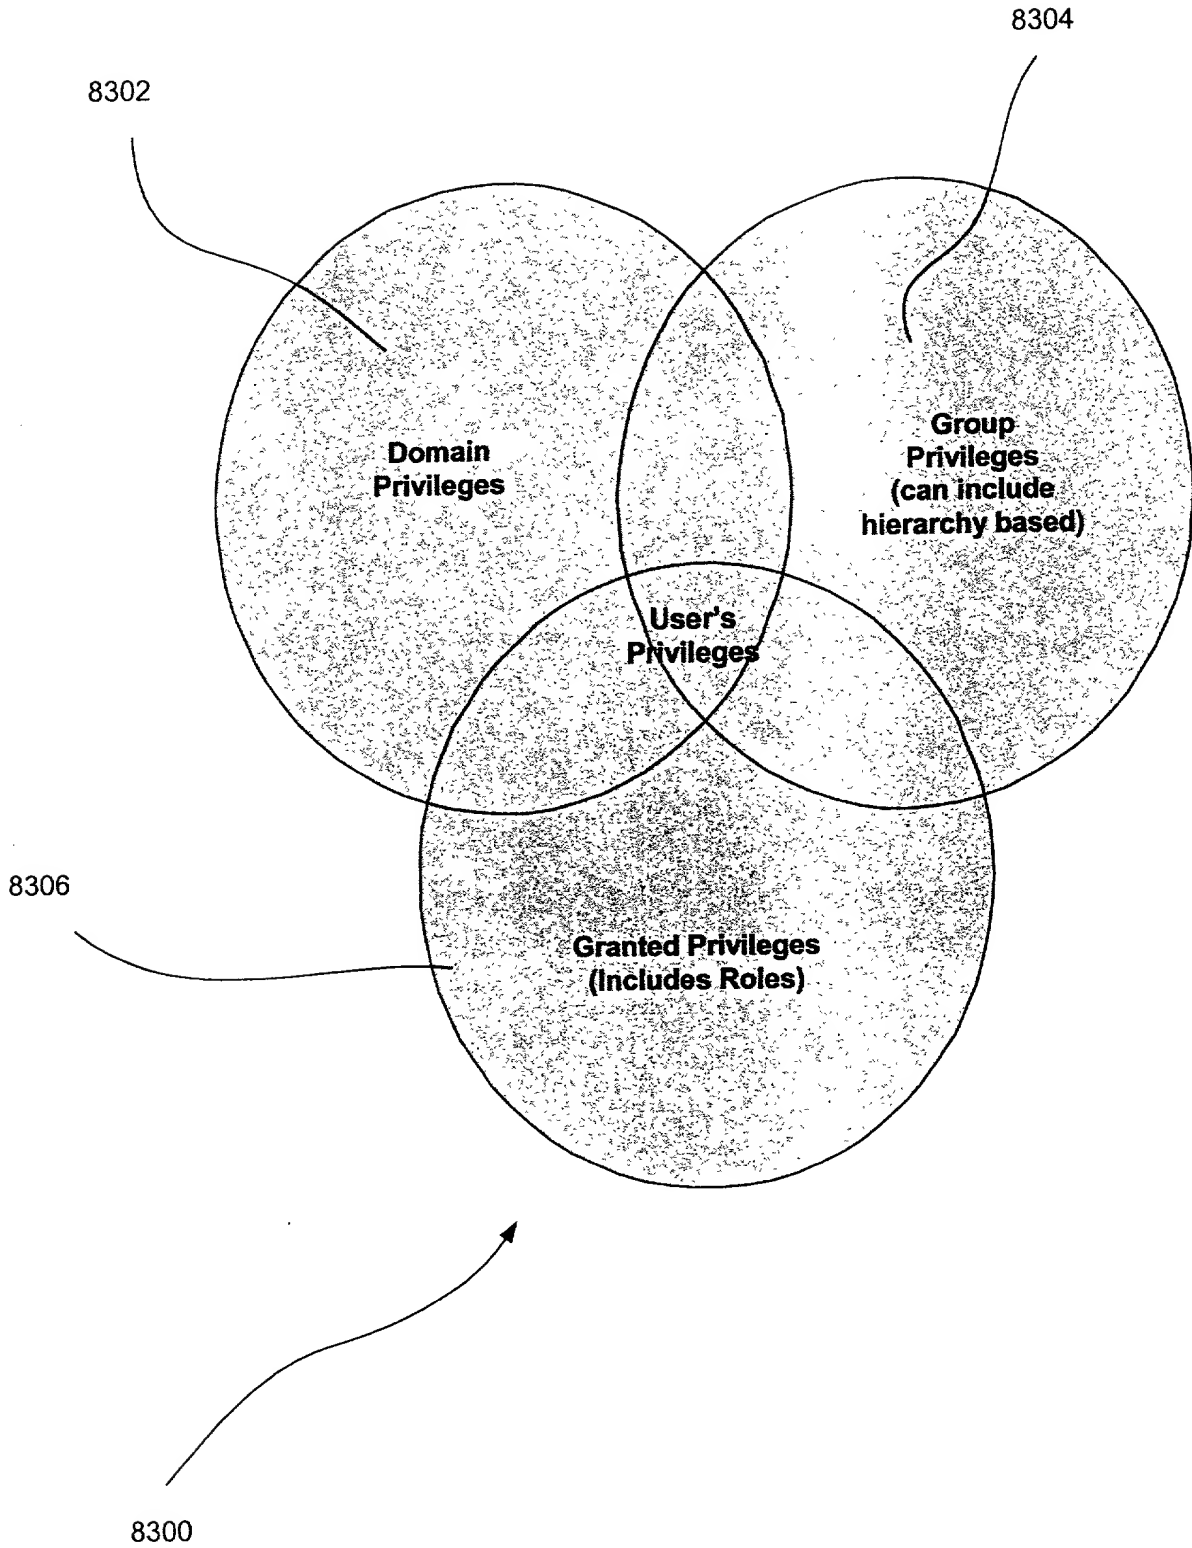 8304
8302
Domain
Privileges
Group
Privileges
(can include
hierarchy based)
User's
Privileges
8306
Granted Privileges
(Includes Roles)
8300